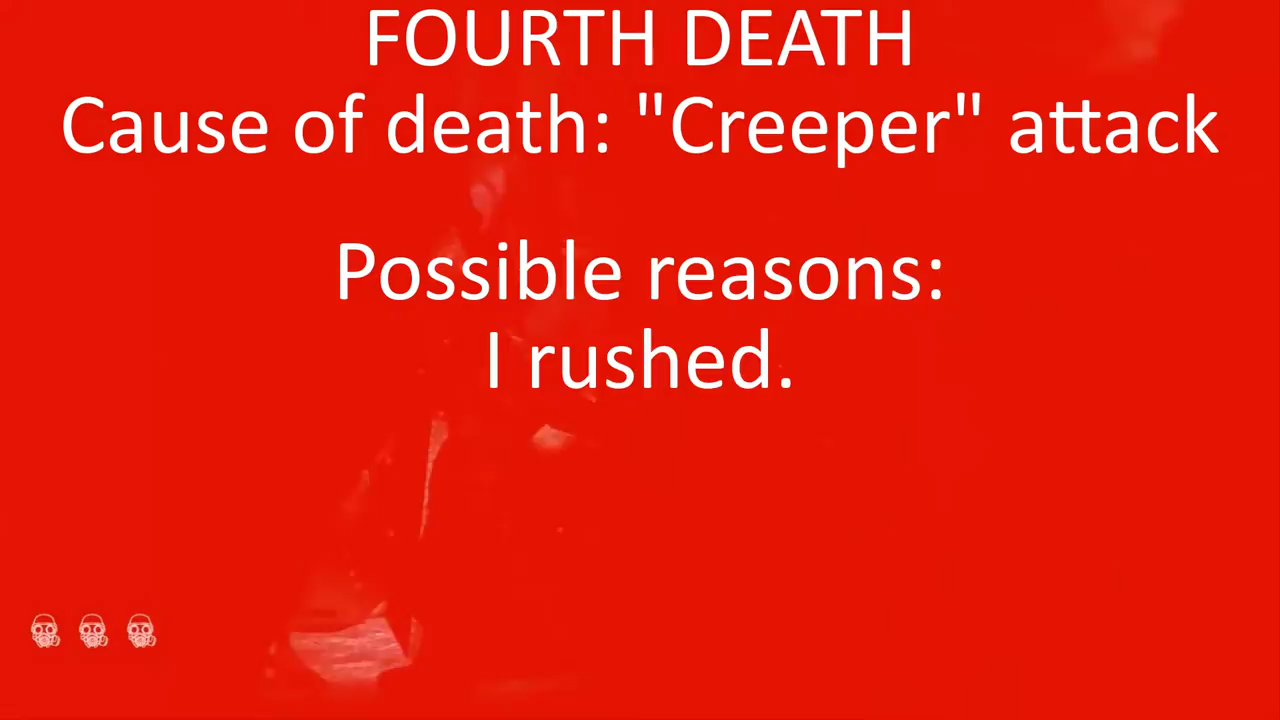 FOURTH DEATH
Cause of death: "Creeper" attack
Possible reasons:
I rushed.